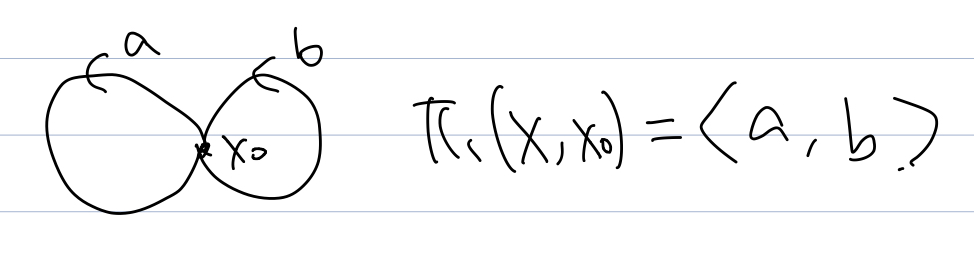 a b
x₀ π₁(X, x₀) = ⟨a, b⟩.